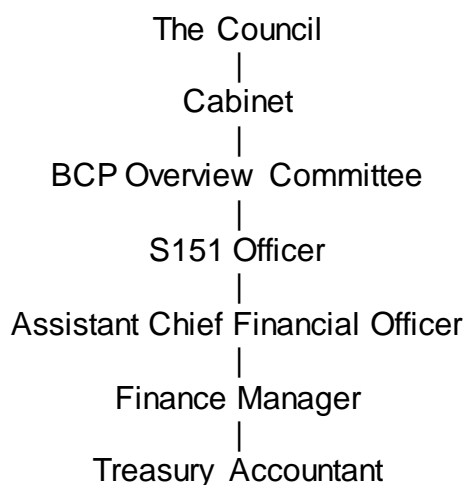 The Council
Cabinet
BCP Overview Committee
S151 Officer
Assistant Chief Financial Officer
Finance Manager
Treasury Accountant